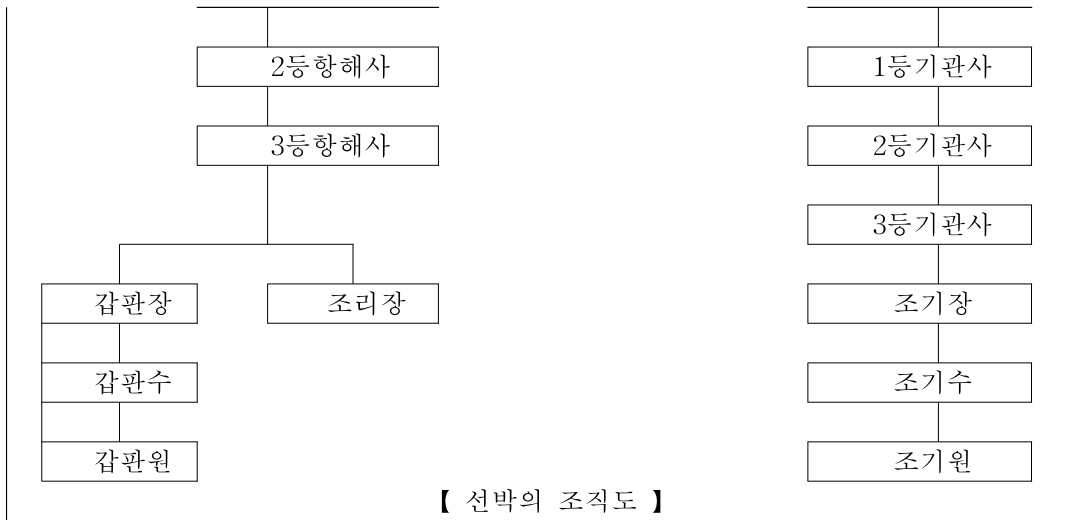 2등항해사
1등기관사
3등항해사
2등기관사
3등기관사
갑판장
조리장
조기장
갑판수
조기수
갑판원
조기원
【 선박의 조직도 】